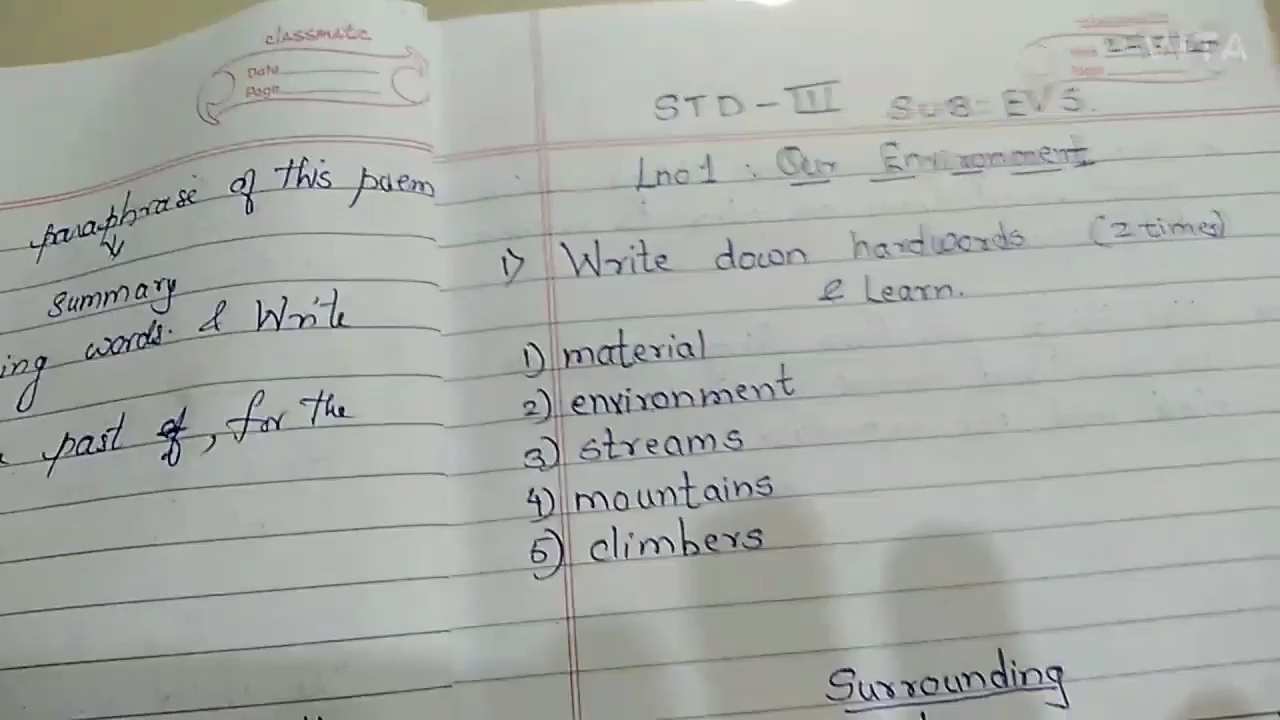 classmate
Date
Page
paraphrase of this poem
summary
ing words. & Write
past of, for the
STD - III SUB: EVS.
Lno1 : Our Environment
1) Write down hardwords (2 times)
& Learn.
1) material
2) environment
3) streams
4) mountains
5) climbers
Surrounding